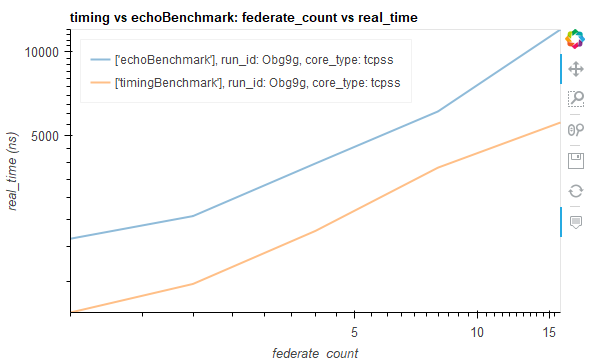 timing vs echoBenchmark: federate_count vs real_time
10000
['echoBenchmark'], run_id: Obg9g, core_type: tcpss
['timingBenchmark'], run_id: Obg9g, core_type: tcpss
5000
real_time (ns)
5
10
15
federate_count